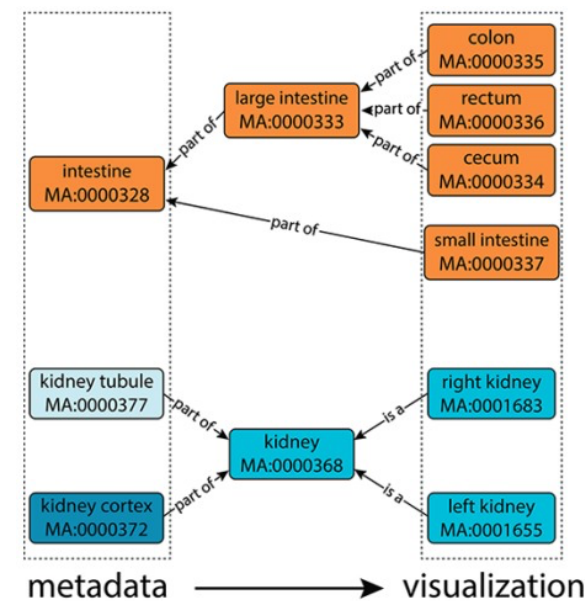 colon
MA:0000335
part of
large intestine
MA:0000333
part of
rectum
MA:0000336
part of
part of
cecum
MA:0000334
intestine
MA:0000328
part of
small intestine
MA:0000337
kidney tubule
MA:0000377
part of
right kidney
MA:0001683
is a
kidney
MA:0000368
kidney cortex
MA:0000372
part of
is a
left kidney
MA:0001655
metadata
visualization